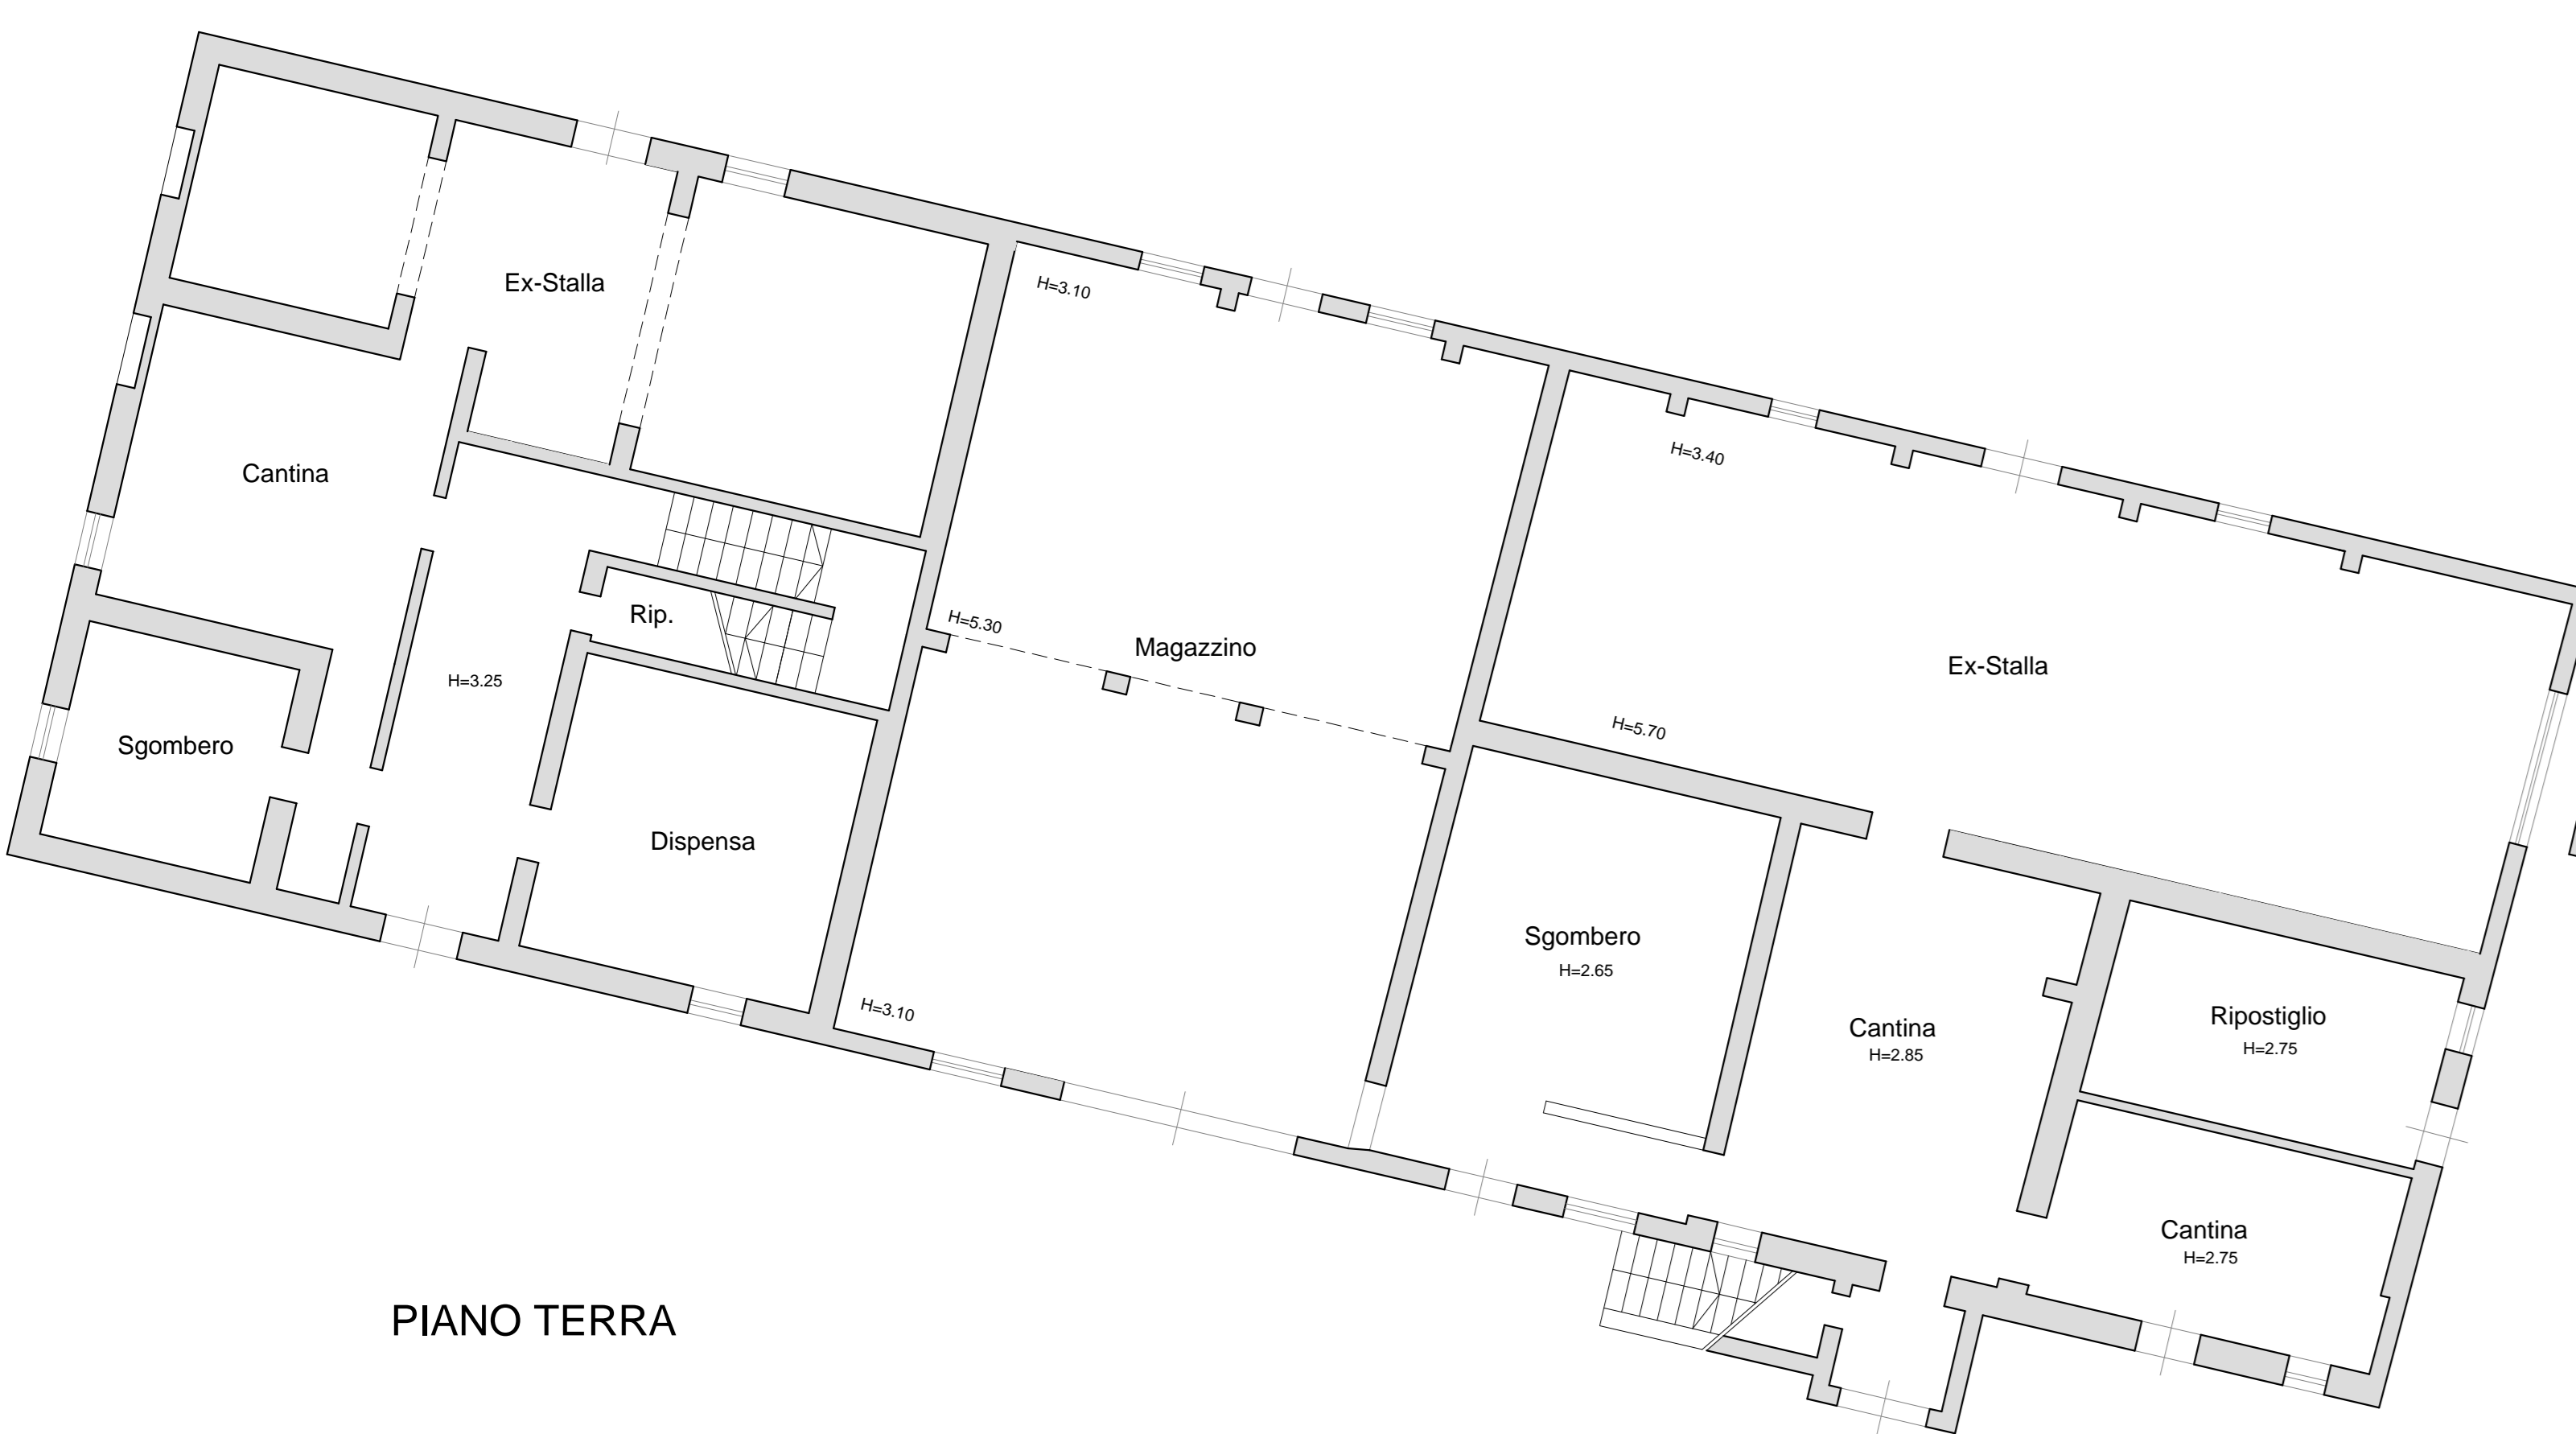 Ex-Stalla
H=3.10
Cantina
H=3.40
Rip.
H=5.30
Magazzino
Ex-Stalla
H=3.25
H=5.70
Sgombero
Dispensa
Sgombero
H=2.65
H=3.10
Cantina
H=2.85
Ripostiglio
H=2.75
Cantina
H=2.75
PIANO TERRA